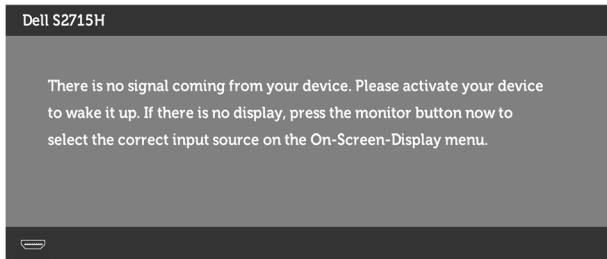 Dell S2715H
There is no signal coming from your device. Please activate your device
to wake it up. If there is no display, press the monitor button now to
select the correct input source on the On-Screen-Display menu.